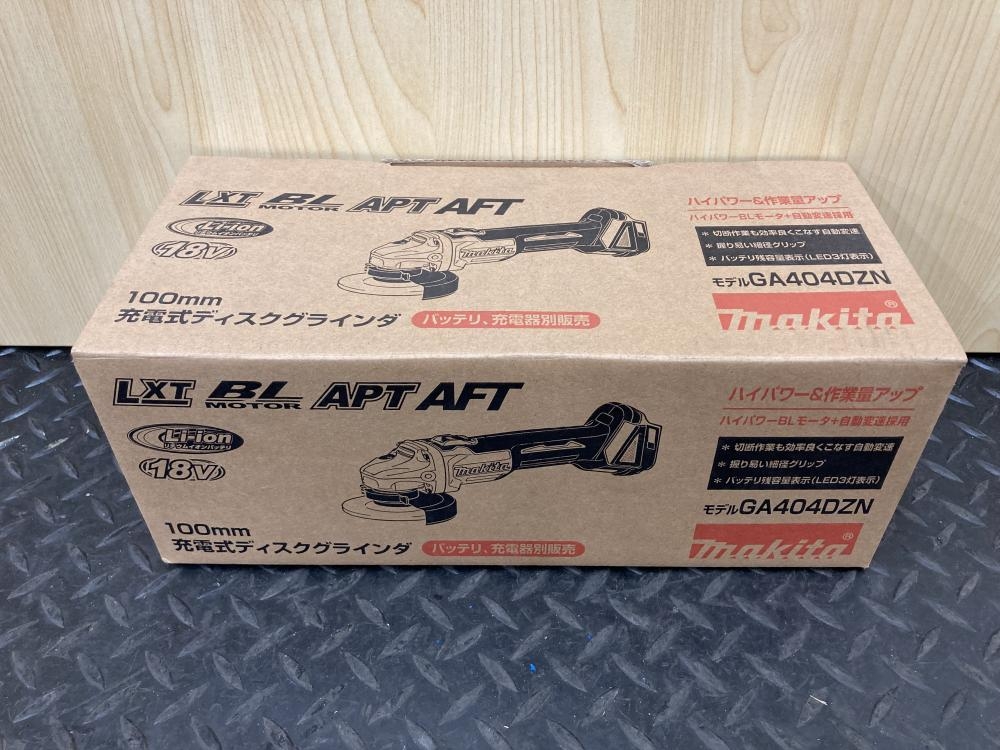 LXT BL MOTOR APT AFT
Li-ion
18V
100mm
充電式ディスクグラインダ
バッテリ、充電器別販売
makita
ハイパワー&作業量アップ
ハイパワーBLモータ+自動変速採用
* 切断作業も効率良くこなす自動変速
* 握り易い細径グリップ
* バッテリ残容量表示(LED3灯表示)
モデルGA404DZN
makita®
LXT BL MOTOR APT AFT
Li-ion
リチウムイオンバッテリ
18V
100mm
充電式ディスクグラインダ
バッテリ、充電器別販売
makita
ハイパワー&作業量アップ
ハイパワーBLモータ+自動変速採用
* 切断作業も効率良くこなす自動変速
* 握り易い細径グリップ
* バッテリ残容量表示(LED3灯表示)
モデルGA404DZN
makita®